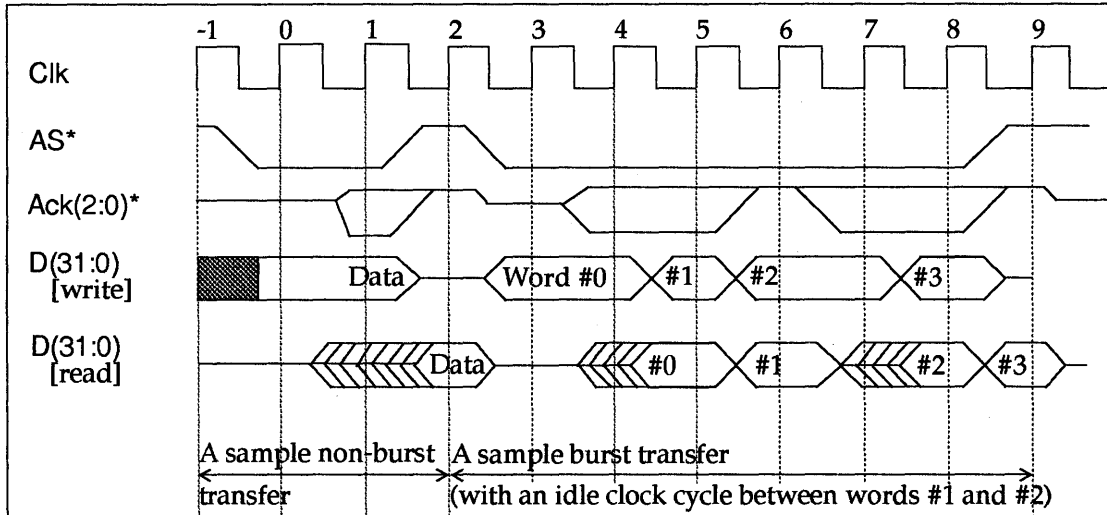 -1 0 1 2 3 4 5 6 7 8 9
Clk
AS*
Ack(2:0)*
D(31:0)
[write]
Data Word #0 #1 #2 #3
D(31:0)
[read]
Data #0 #1 #2 #3
A sample non-burst
transfer
A sample burst transfer
(with an idle clock cycle between words #1 and #2)